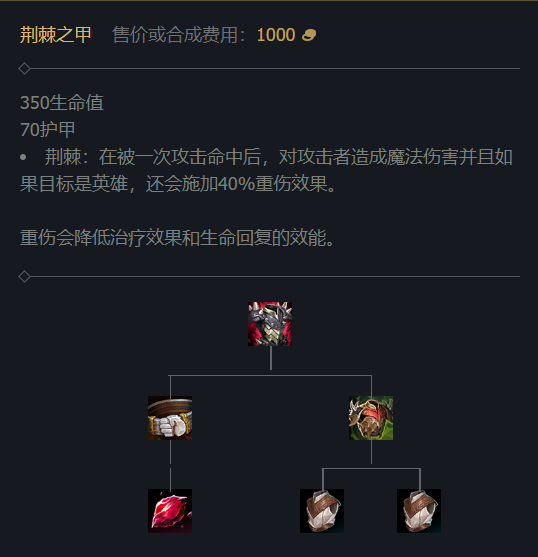 荆棘之甲 售价或合成费用：1000
350生命值
70护甲
• 荆棘：在被一次攻击命中后，对攻击者造成魔法伤害并且如
果目标是英雄，还会施加40%重伤效果。
重伤会降低治疗效果和生命回复的效能。